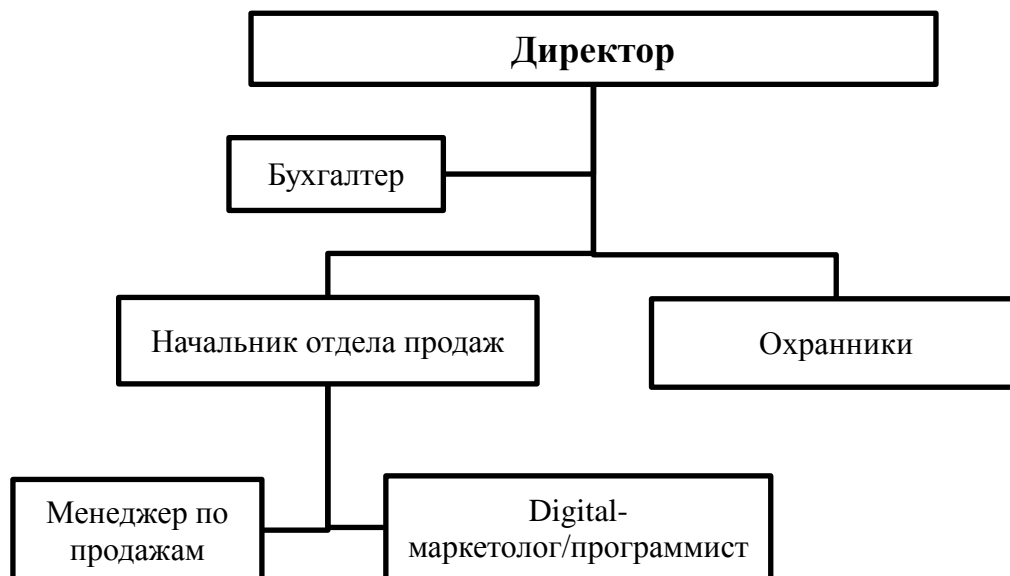 Директор
Бухгалтер
Начальник отдела продаж
Охранники
Менеджер по
продажам
Digital-
маркетолог/программист